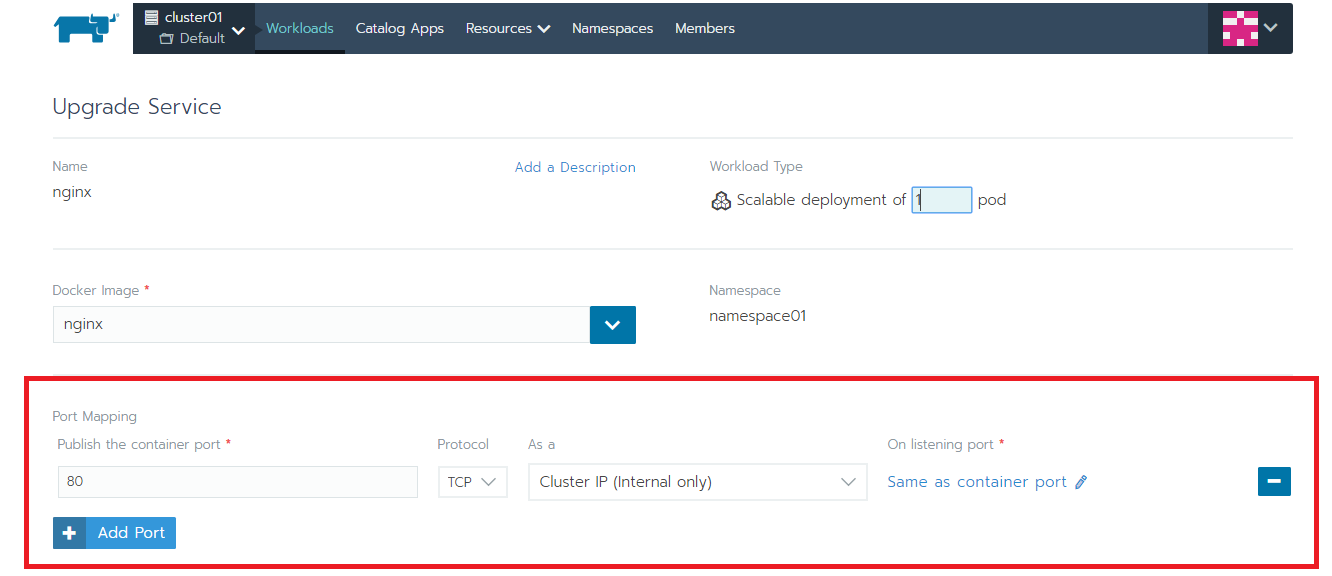 cluster01
Default
Workloads Catalog Apps Resources Namespaces Members
Upgrade Service
Name
nginx
Add a Description
Workload Type
Scalable deployment of 1 pod
Docker Image *
nginx
Namespace
namespace01
Port Mapping
Publish the container port * Protocol As a On listening port *
80 TCP Cluster IP (Internal only) Same as container port
+ Add Port